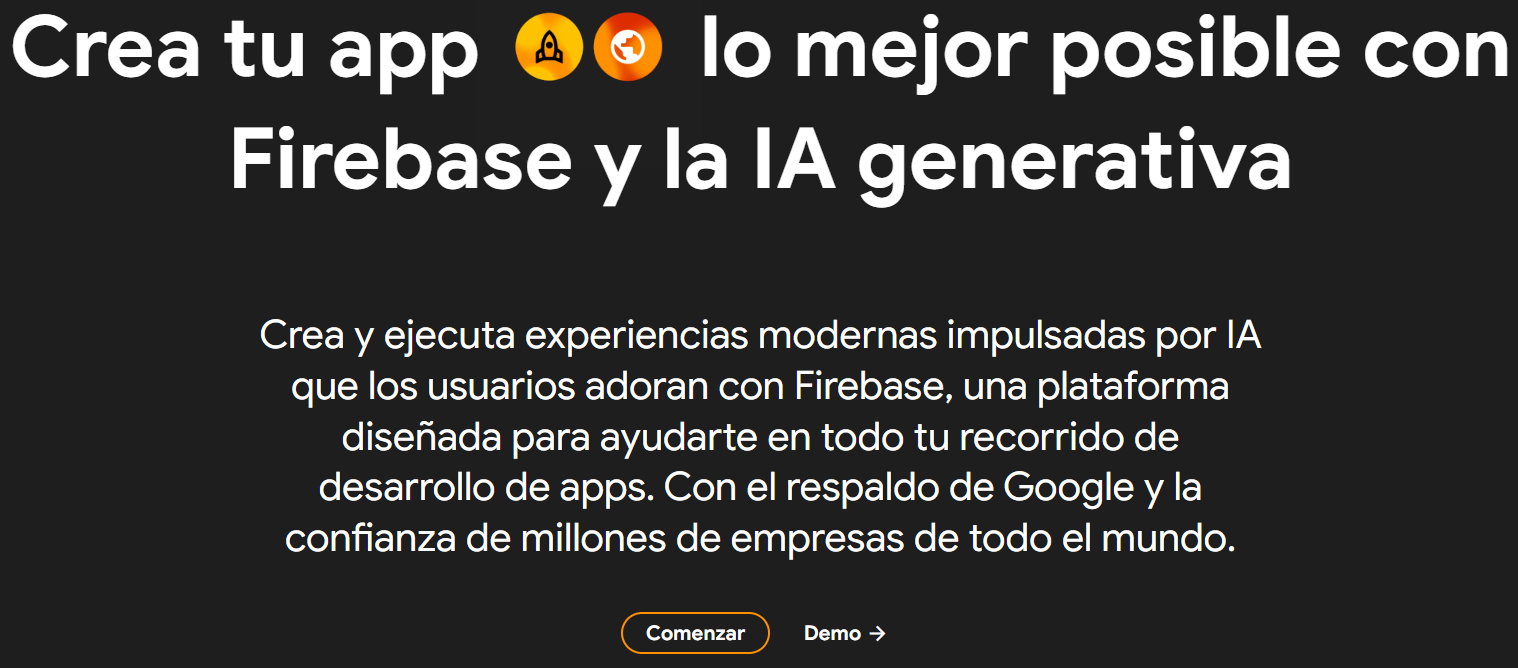 Crea tu app lo mejor posible con
Firebase y la IA generativa
Crea y ejecuta experiencias modernas impulsadas por IA
que los usuarios adoran con Firebase, una plataforma
diseñada para ayudarte en todo tu recorrido de
desarrollo de apps. Con el respaldo de Google y la
confianza de millones de empresas de todo el mundo.
Comenzar Demo →